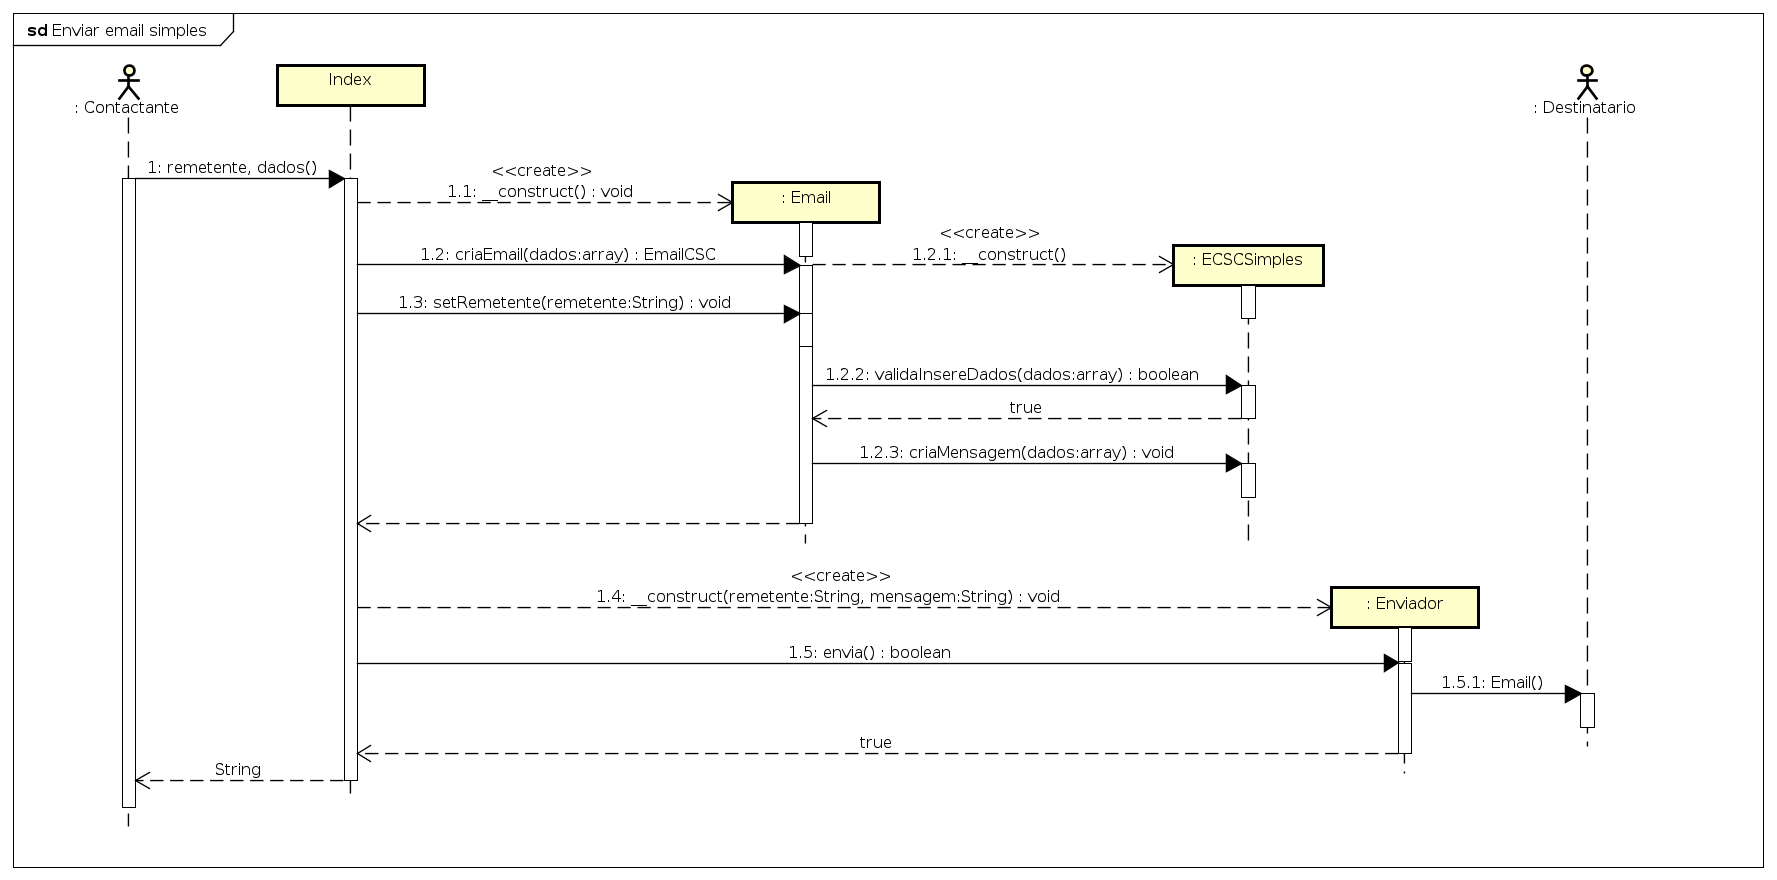 sd Enviar email simples
: Contactante
Index
: Destinatario
1: remetente, dados()
<<create>>
1.1: __construct() : void
: Email
<<create>>
1.2: criaEmail(dados:array) : EmailCSC
1.2.1: __construct()
: ECSCSimples
1.3: setRemetente(remetente:String) : void
1.2.2: validaInsereDados(dados:array) : boolean
true
1.2.3: criaMensagem(dados:array) : void
<<create>>
1.4: __construct(remetente:String, mensagem:String) : void
: Enviador
1.5: envia() : boolean
1.5.1: Email()
true
String